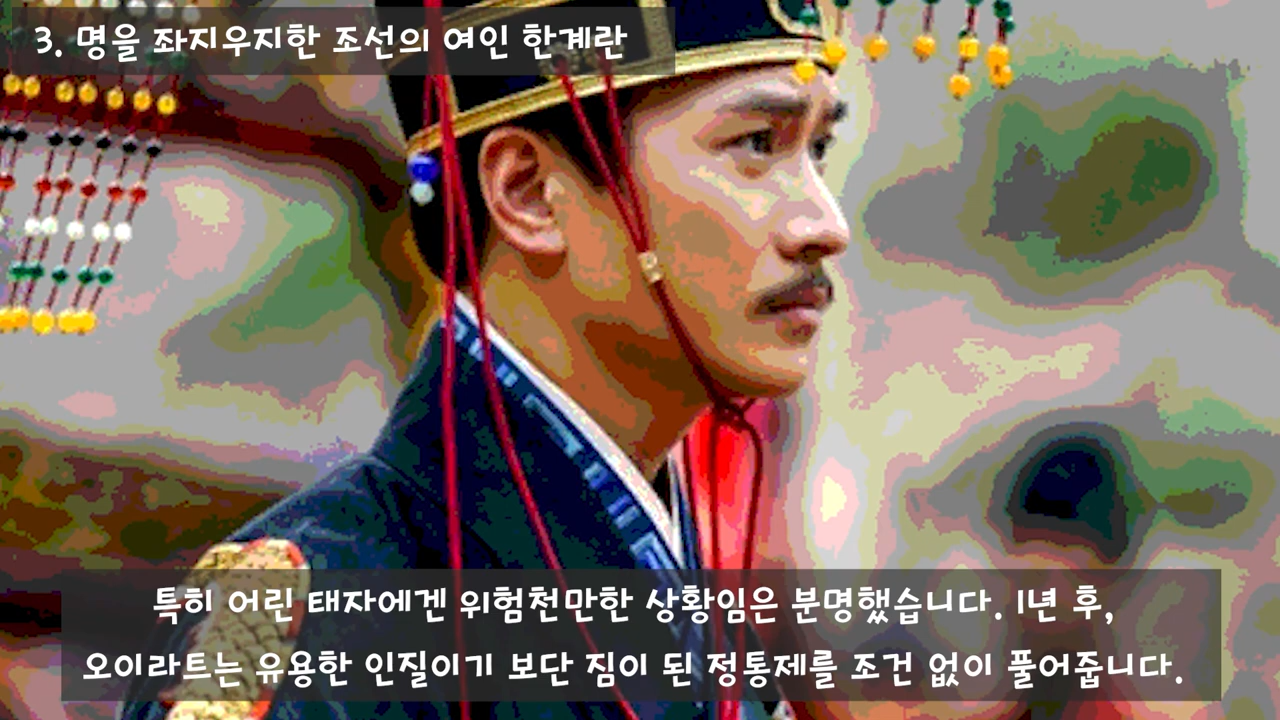 3. 명을 좌지우지한 조선의 여인 한계란
특히 어린 태자에겐 위험천만한 상황임은 분명했습니다. 1년 후,
오이라트는 유용한 인질이기 보단 짐이 된 정통제를 조건 없이 풀어줍니다.